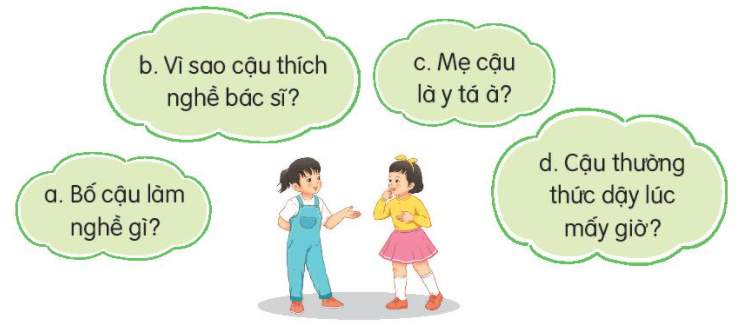 a. Bố cậu làm
nghề gì?
b. Vì sao cậu thích
nghề bác sĩ?
c. Mẹ cậu
là y tá à?
d. Cậu thường
thức dậy lúc
mấy giờ?